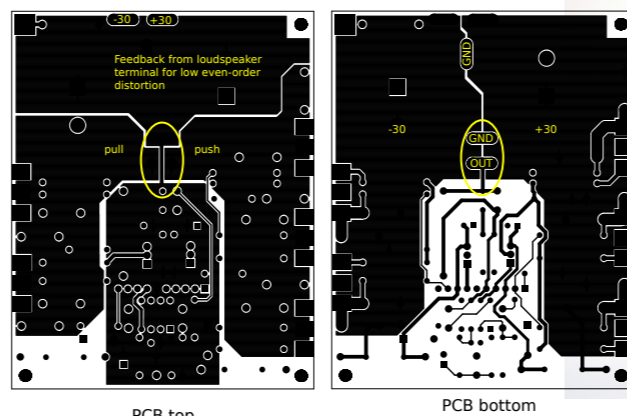 -30 +30
Feedback from loudspeaker
terminal for low even-order
distortion
pull push
PCB top
GND
-30 +30
GND
OUT
PCB bottom